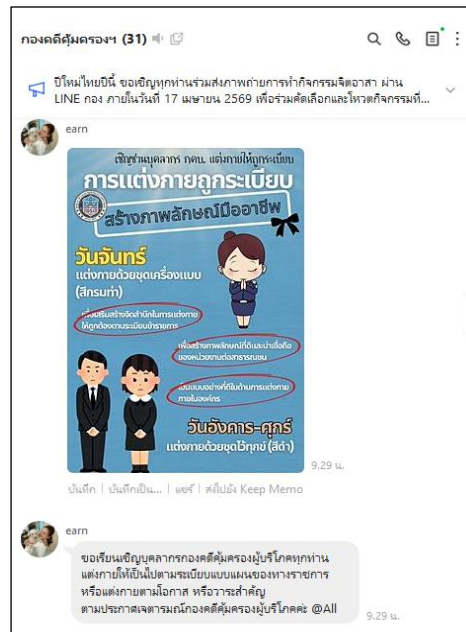 กองคดีคุ้มครองฯ (31)
ปีใหม่ไทยปีนี้ ขอเชิญทุกท่านร่วมส่งภาพถ่ายการทำกิจกรรมจิตอาสา ผ่าน
LINE กอง ภายในวันที่ 17 เมษายน 2569 เพื่อร่วมคัดเลือกและโหวตกิจกรรมที่...
earn
เชิญชวนบุคลากร กคบ. แต่งกายให้ถูกระเบียบ
การแต่งกายถูกระเบียบ
สร้างภาพลักษณ์มืออาชีพ
วันจันทร์
แต่งกายด้วยชุดเครื่องแบบ
(สีกรมท่า)
เพื่อเสริมสร้างจิตสำนึกในการแต่งกาย
ให้ถูกต้องตามระเบียบข้าราชการ
เพื่อสร้างภาพลักษณ์ที่ดีและน่าเชื่อถือ
ของหน่วยงานต่อสาธารณชน
เป็นแบบอย่างที่ดีในด้านการแต่งกาย
ภายในองค์กร
วันอังคาร-ศุกร์
แต่งกายด้วยชุดไว้ทุกข์ (สีดำ)
9.29 น.
บันทึก | บันทึกเป็น... | แชร์ | ส่งไปยัง Keep Memo
earn
ขอเรียนเชิญบุคลากรกองคดีคุ้มครองผู้บริโภคทุกท่าน
แต่งกายให้เป็นไปตามระเบียบแบบแผนของทางราชการ
หรือแต่งกายตามโอกาส หรือวาระสำคัญ
ตามประกาศเจตารมณ์กองคดีคุ้มครองผู้บริโภคค่ะ @All
9.29 น.